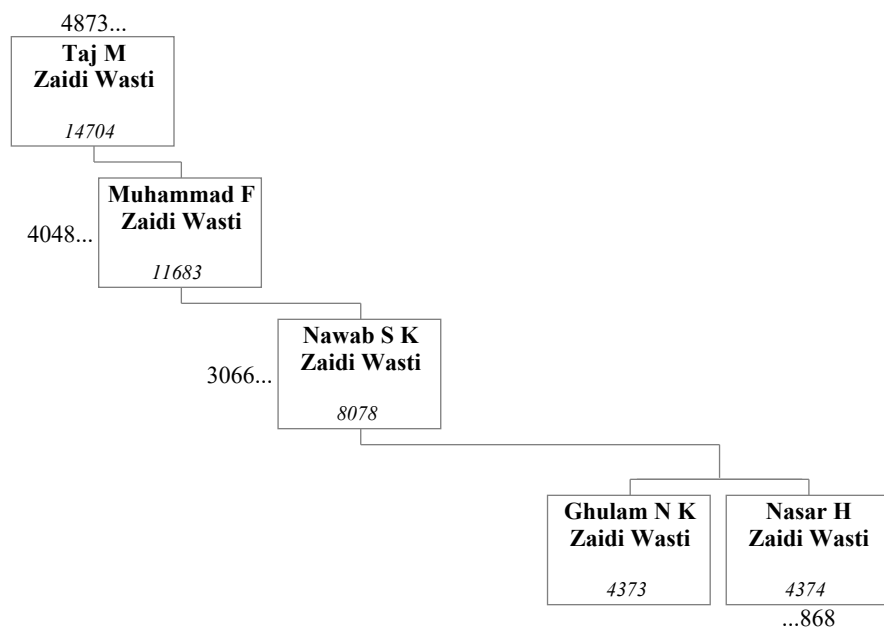 4873...
Taj M
Zaidi Wasti
14704
Muhammad F
Zaidi Wasti
4048...
11683
Nawab S K
Zaidi Wasti
3066...
8078
Ghulam N K
Zaidi Wasti
4373
Nasar H
Zaidi Wasti
4374
...868